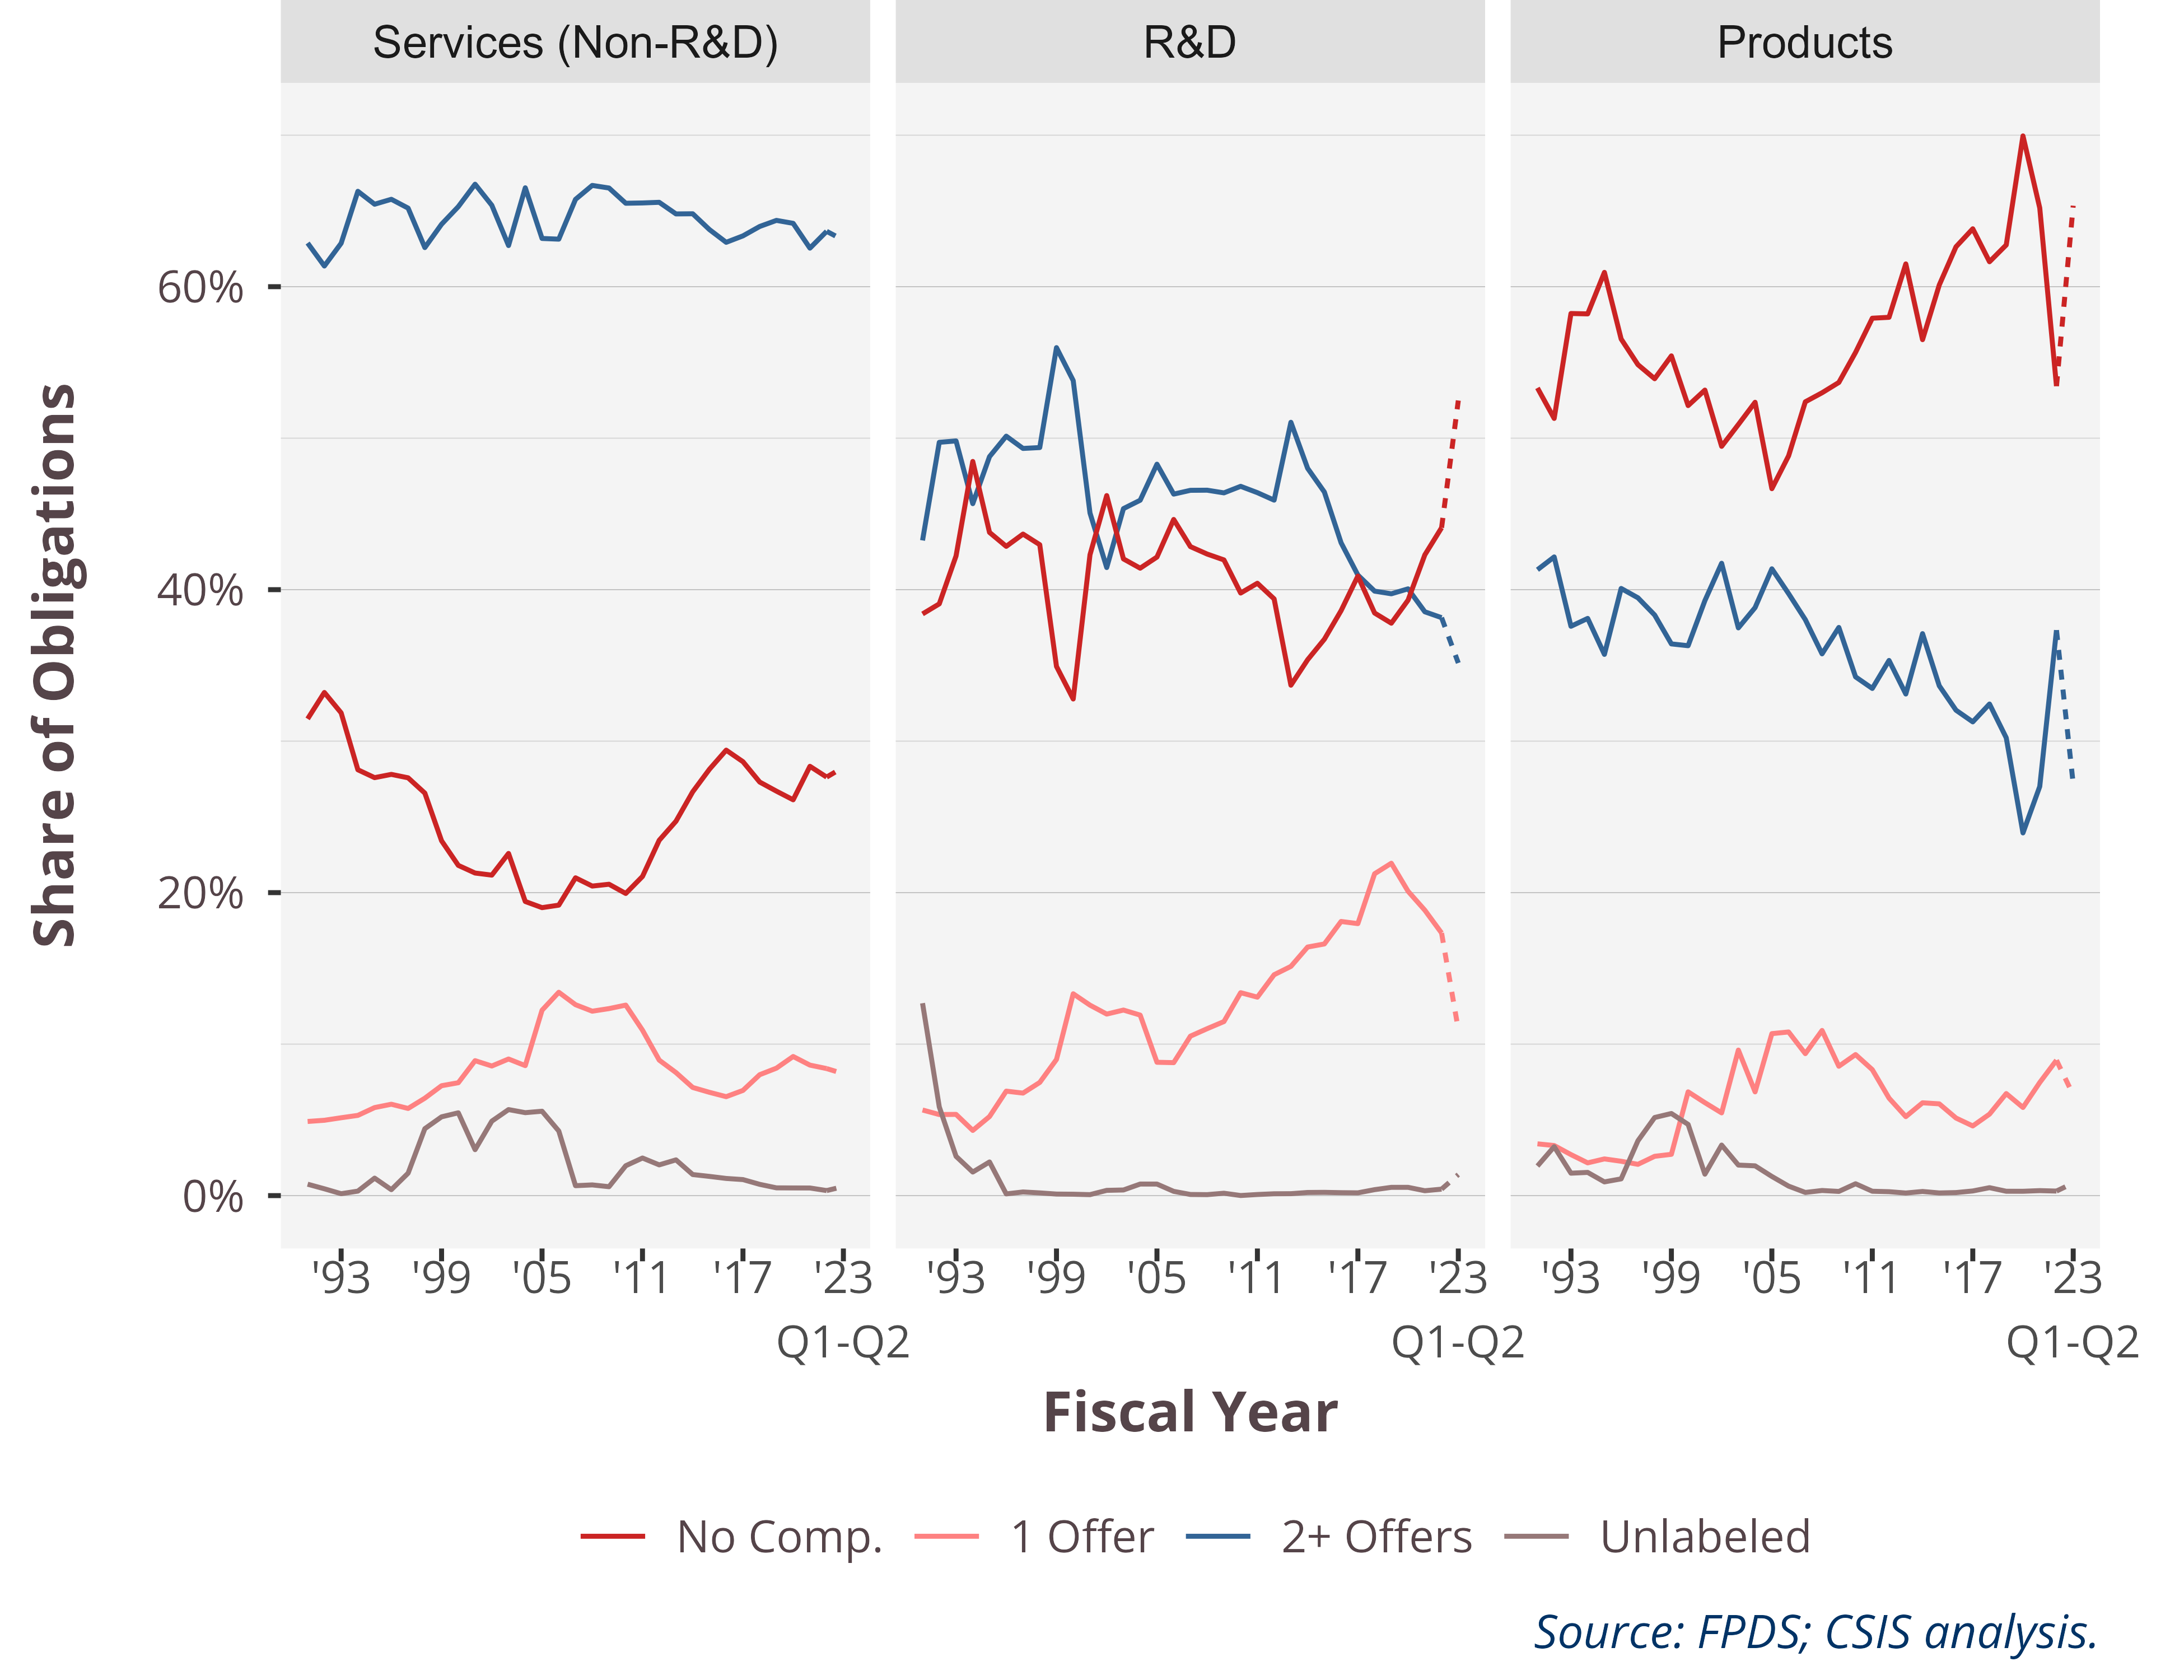 Services (Non-R&D)
R&D
Products
Share of Obligations
60%
40%
20%
0%
'93 '99 '05 '11 '17 '23
Q1-Q2
'93 '99 '05 '11 '17 '23
Q1-Q2
'93 '99 '05 '11 '17 '23
Q1-Q2
Fiscal Year
No Comp. 1 Offer 2+ Offers Unlabeled
Source: FPDS; CSIS analysis.